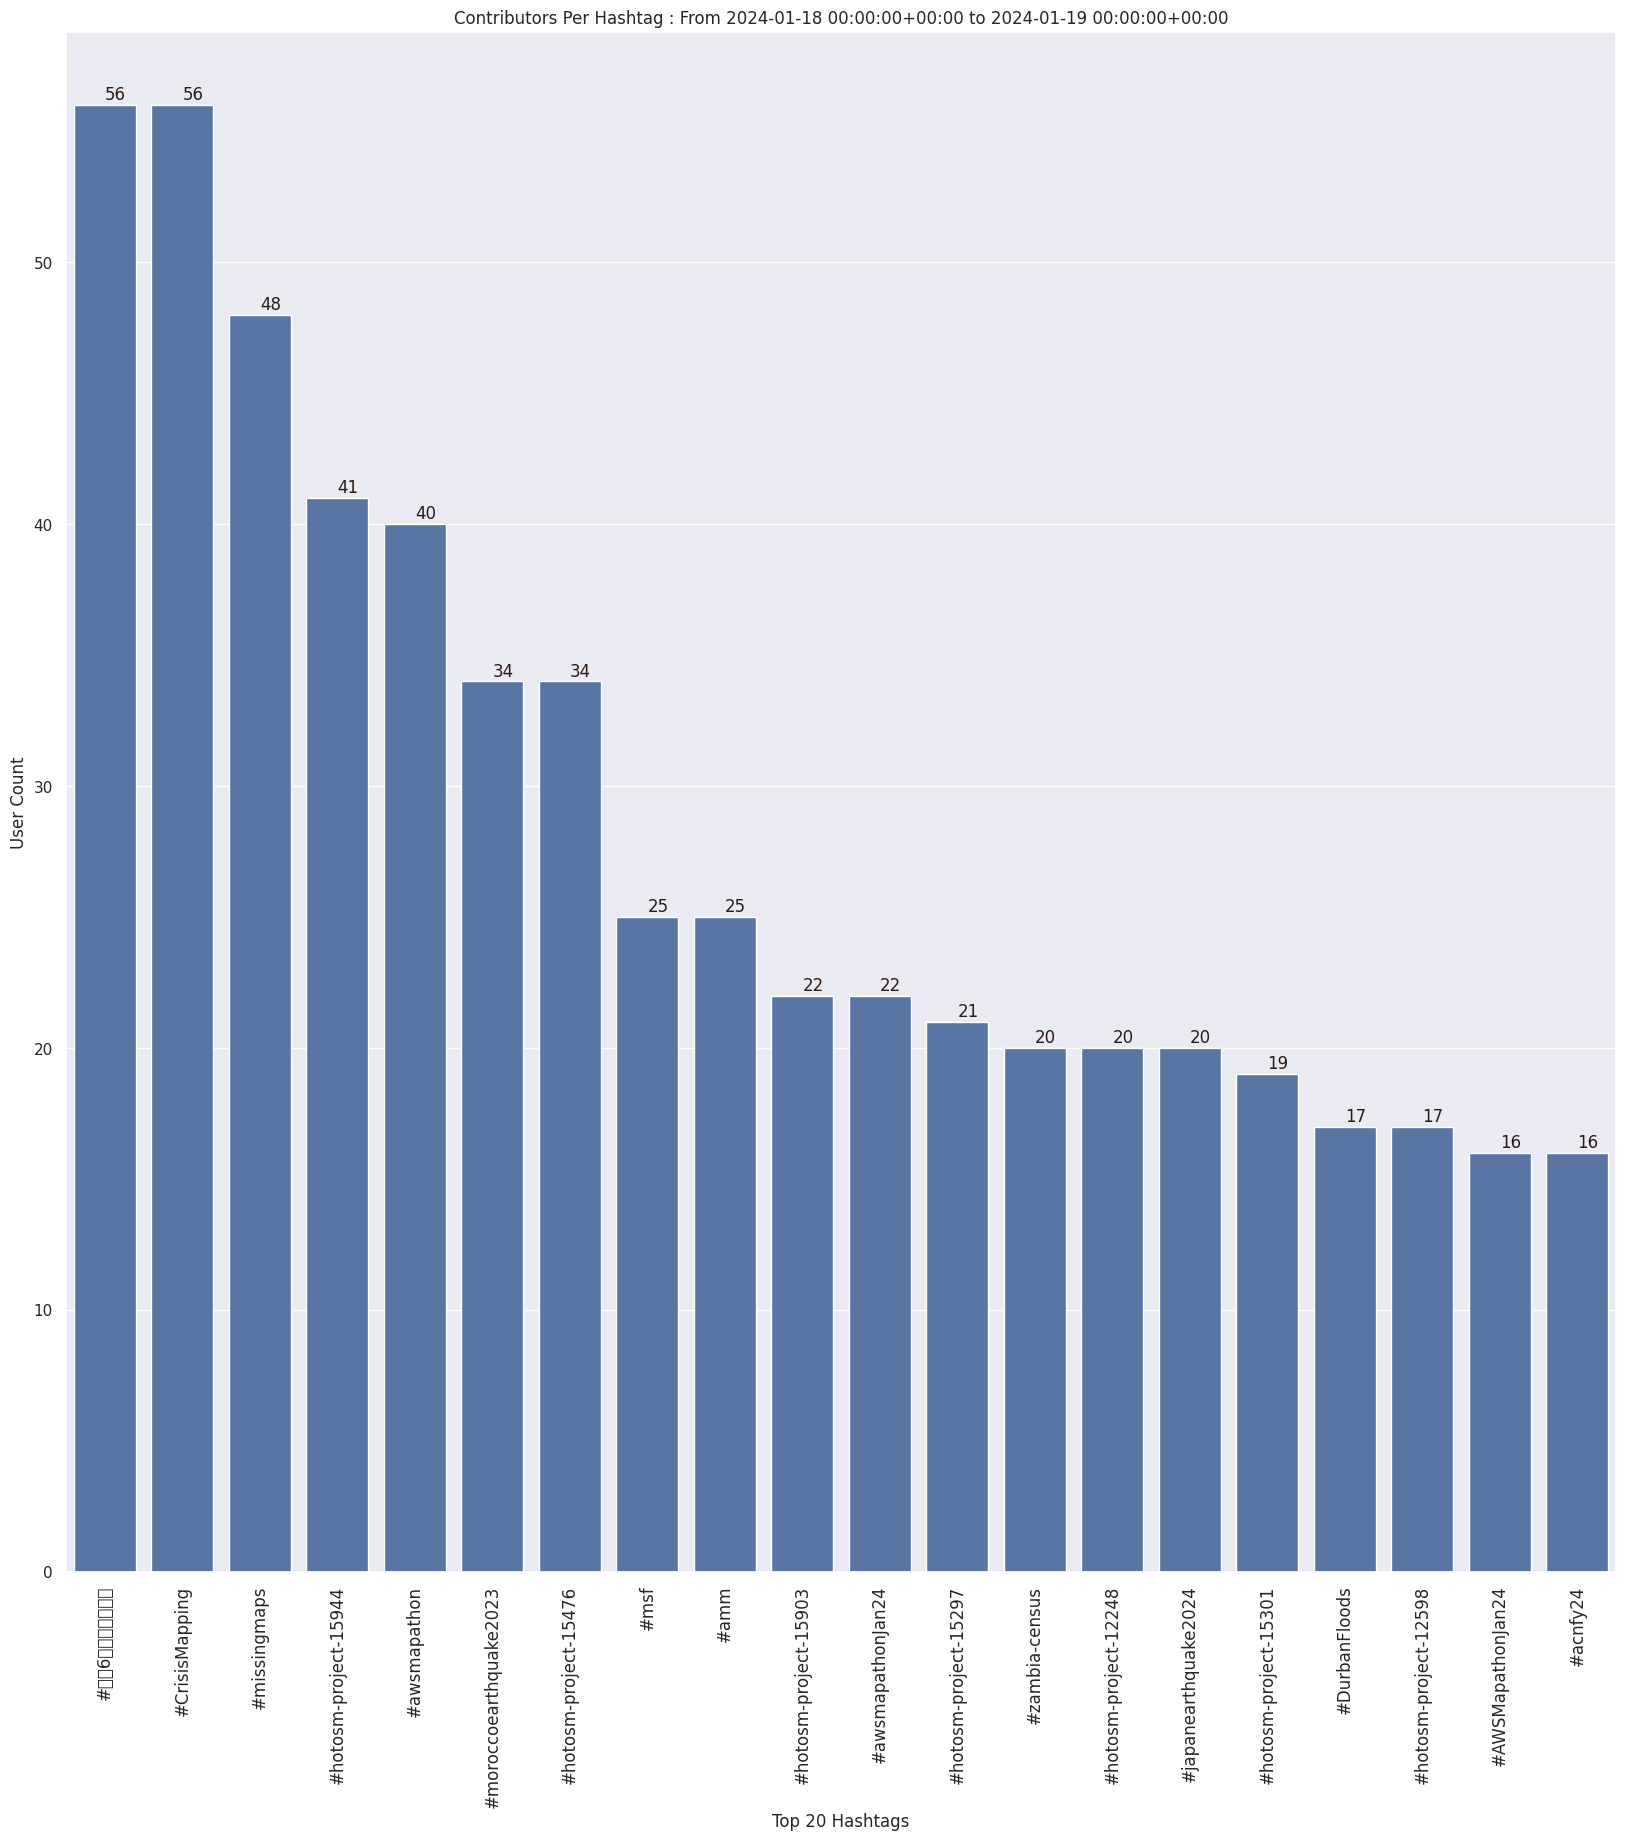 Contributors Per Hashtag : From 2024-01-18 00:00:00+00:00 to 2024-01-19 00:00:00+00:00
User Count
50
40
30
20
10
0
56
56
48
41
40
34
34
25
25
22
22
21
20
20
20
19
17
17
16
16
#CrisisMapping
#missingmaps
#hotosm-project-15944
#awsmapathon
#moroccoearthquake2023
#hotosm-project-15476
#msf
#amm
#hotosm-project-15903
#awsmapathonJan24
#hotosm-project-15297
#zambia-census
#hotosm-project-12248
#japanearthquake2024
#hotosm-project-15301
#DurbanFloods
#hotosm-project-12598
#AWSMapathonJan24
#acnfy24
Top 20 Hashtags